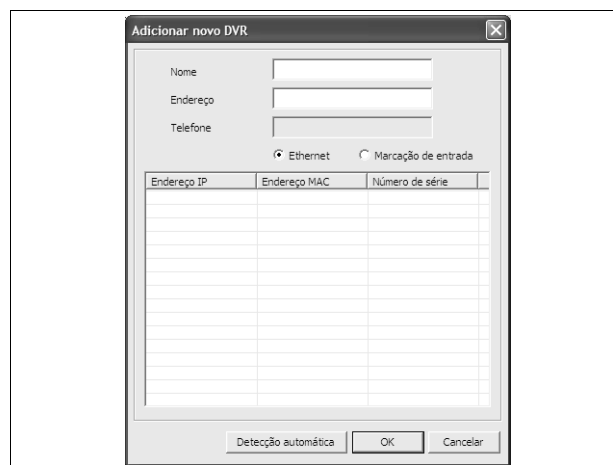 Adicionar novo DVR
Nome
Endereço
Telefone
Ethernet Marcação de entrada
Endereço IP Endereço MAC Número de série
Detecção automática OK Cancelar